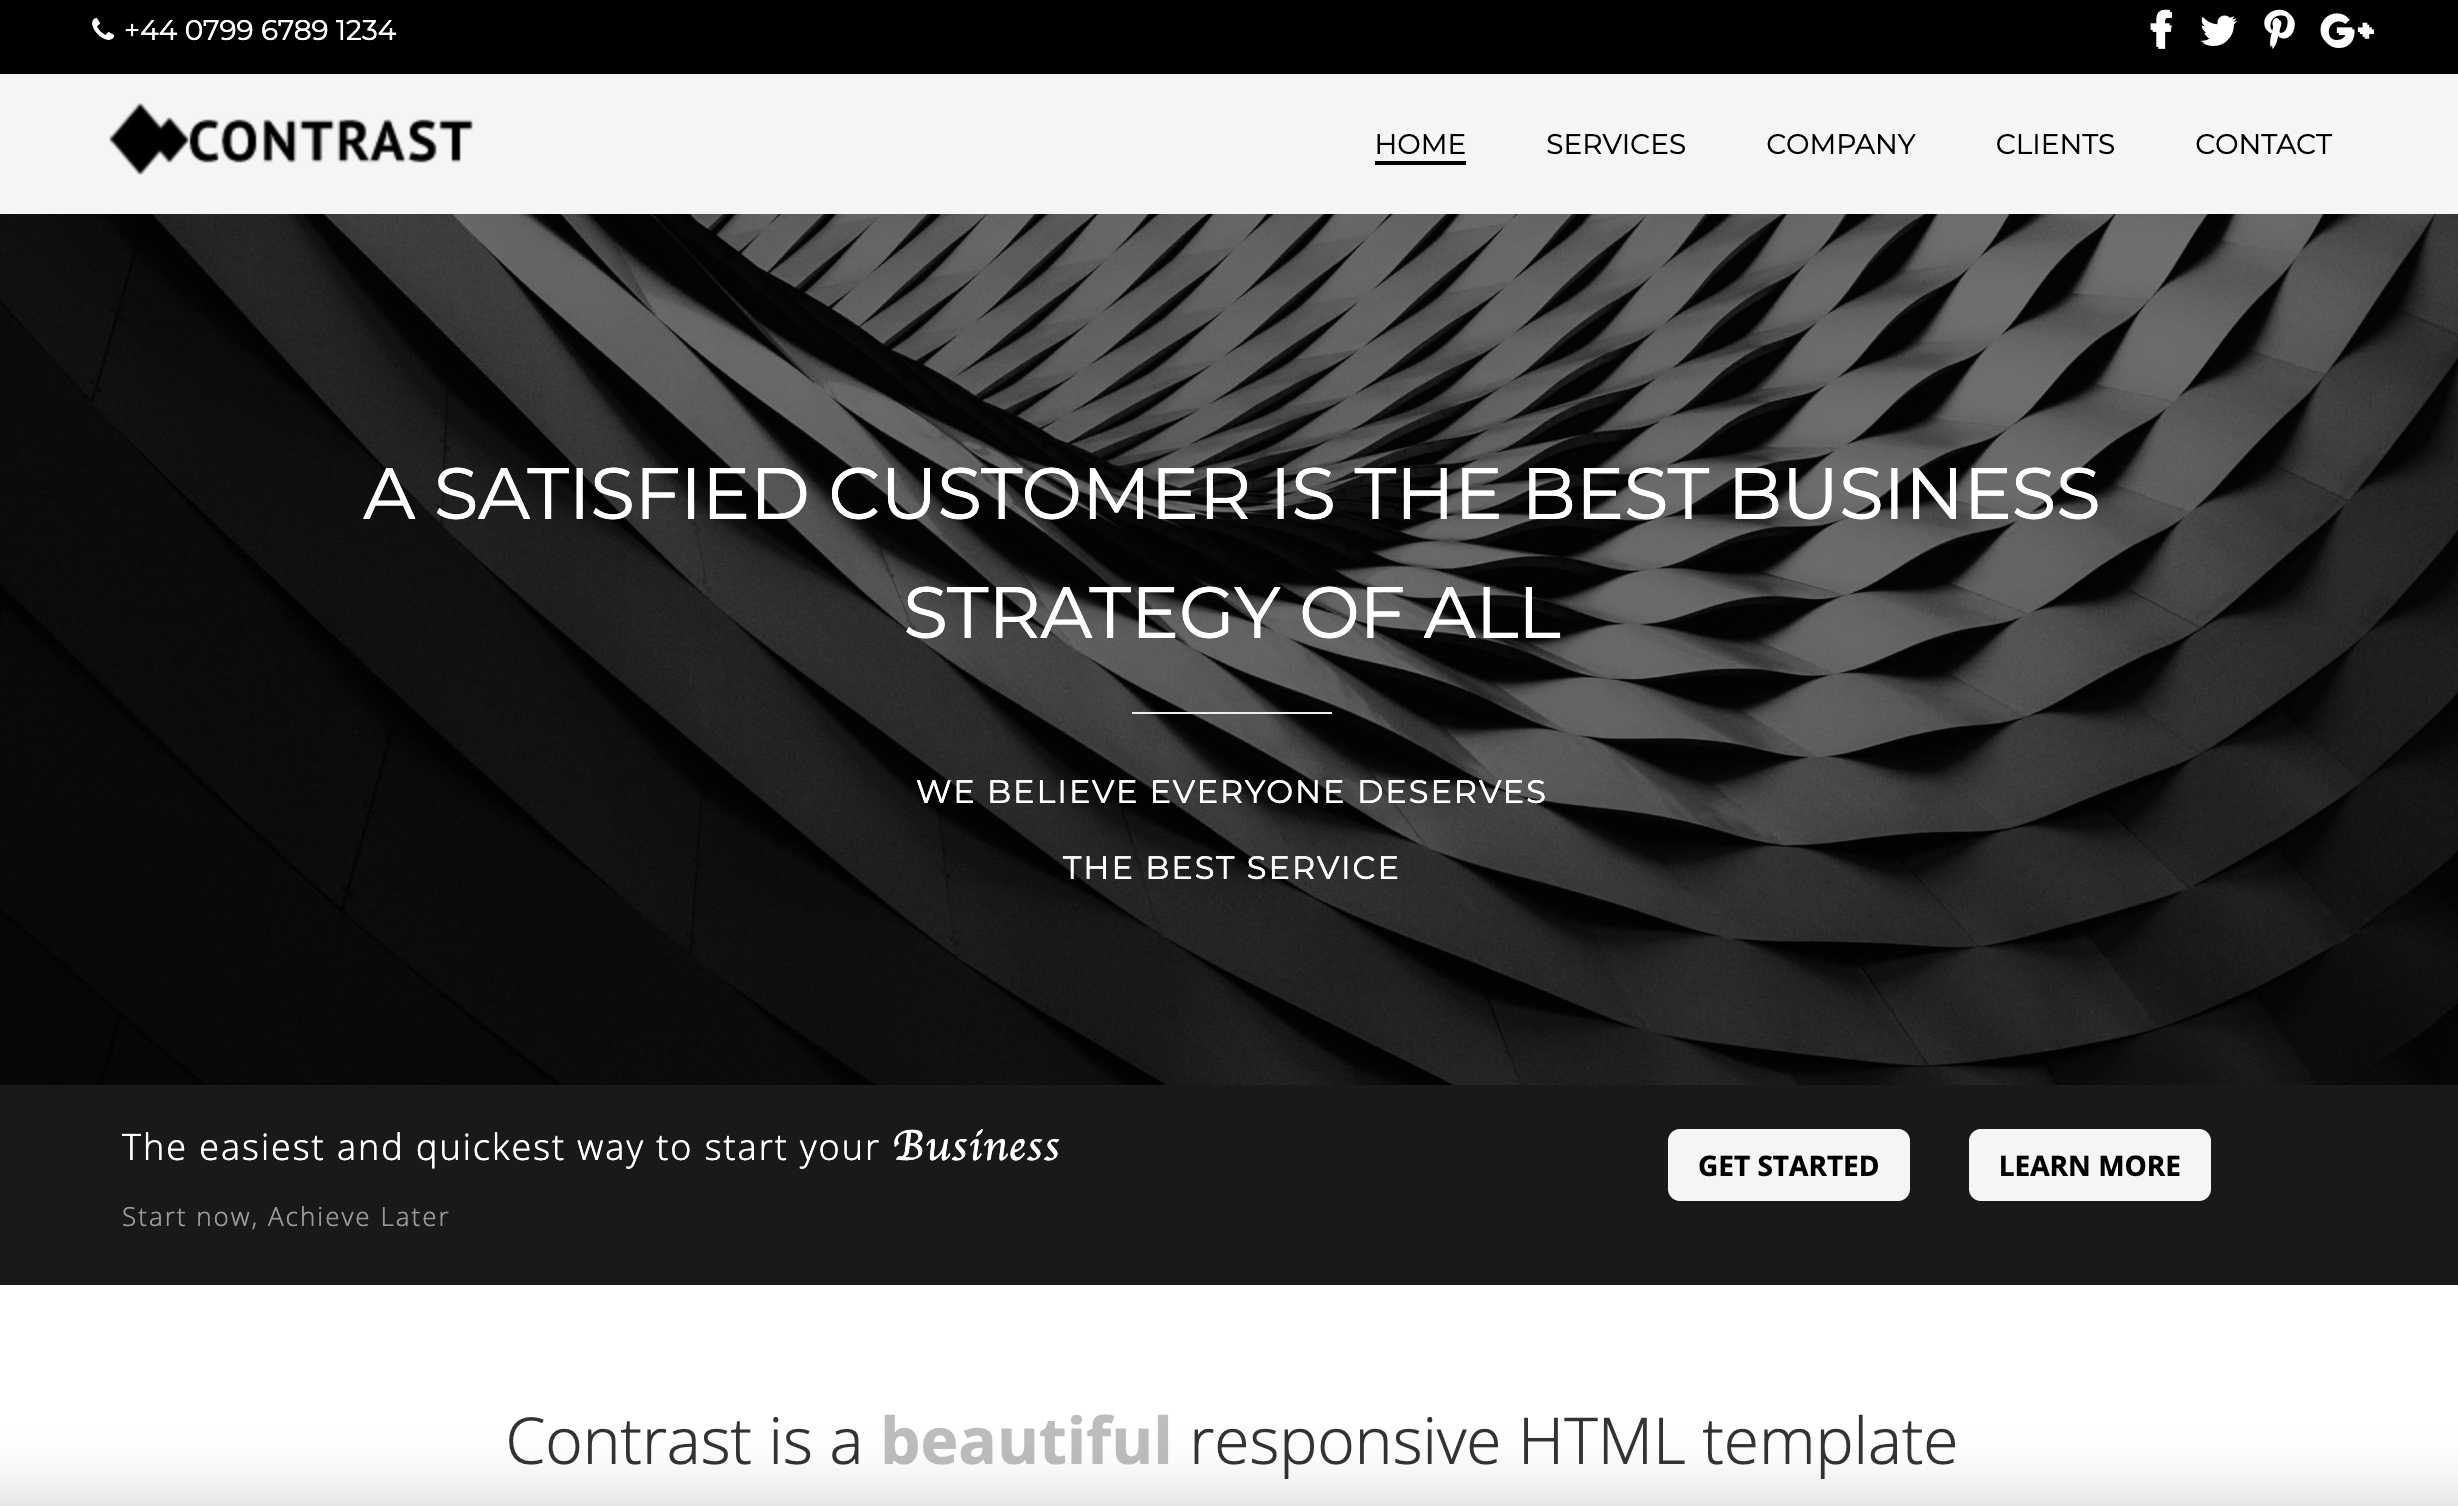 +44 0799 6789 1234
CONTRAST
HOME SERVICES COMPANY CLIENTS CONTACT
A SATISFIED CUSTOMER IS THE BEST BUSINESS
STRATEGY OF ALL
WE BELIEVE EVERYONE DESERVES
THE BEST SERVICE
The easiest and quickest way to start your Business
Start now, Achieve Later
GET STARTED
LEARN MORE
Contrast is a beautiful responsive HTML template